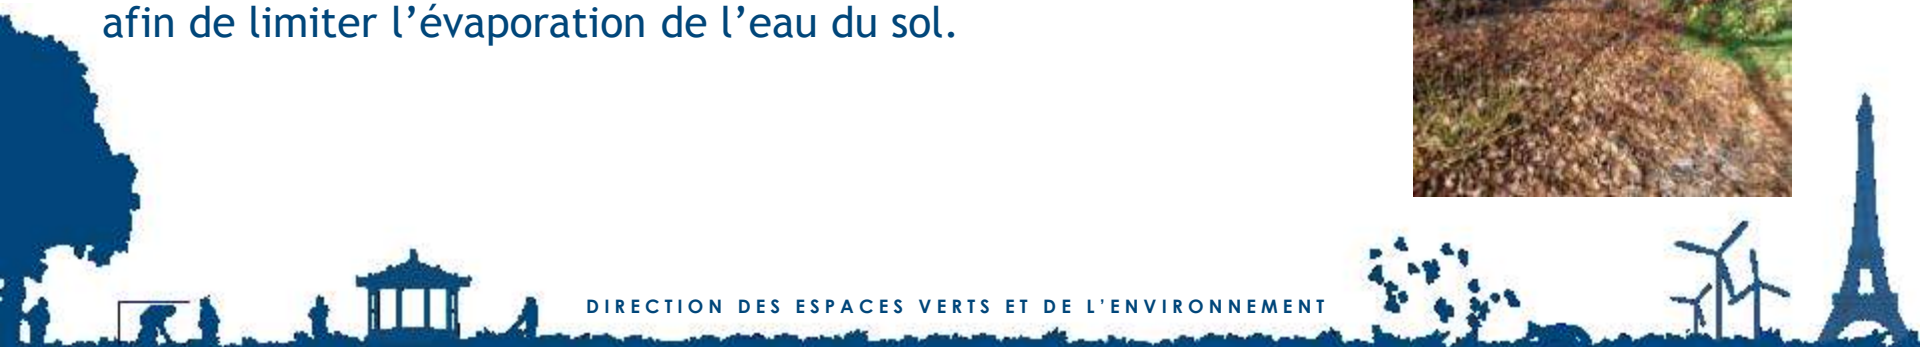 afin de limiter l’évaporation de l’eau du sol.
DIRECTION DES ESPACES VERTS ET DE L’ENVIRONNEMENT